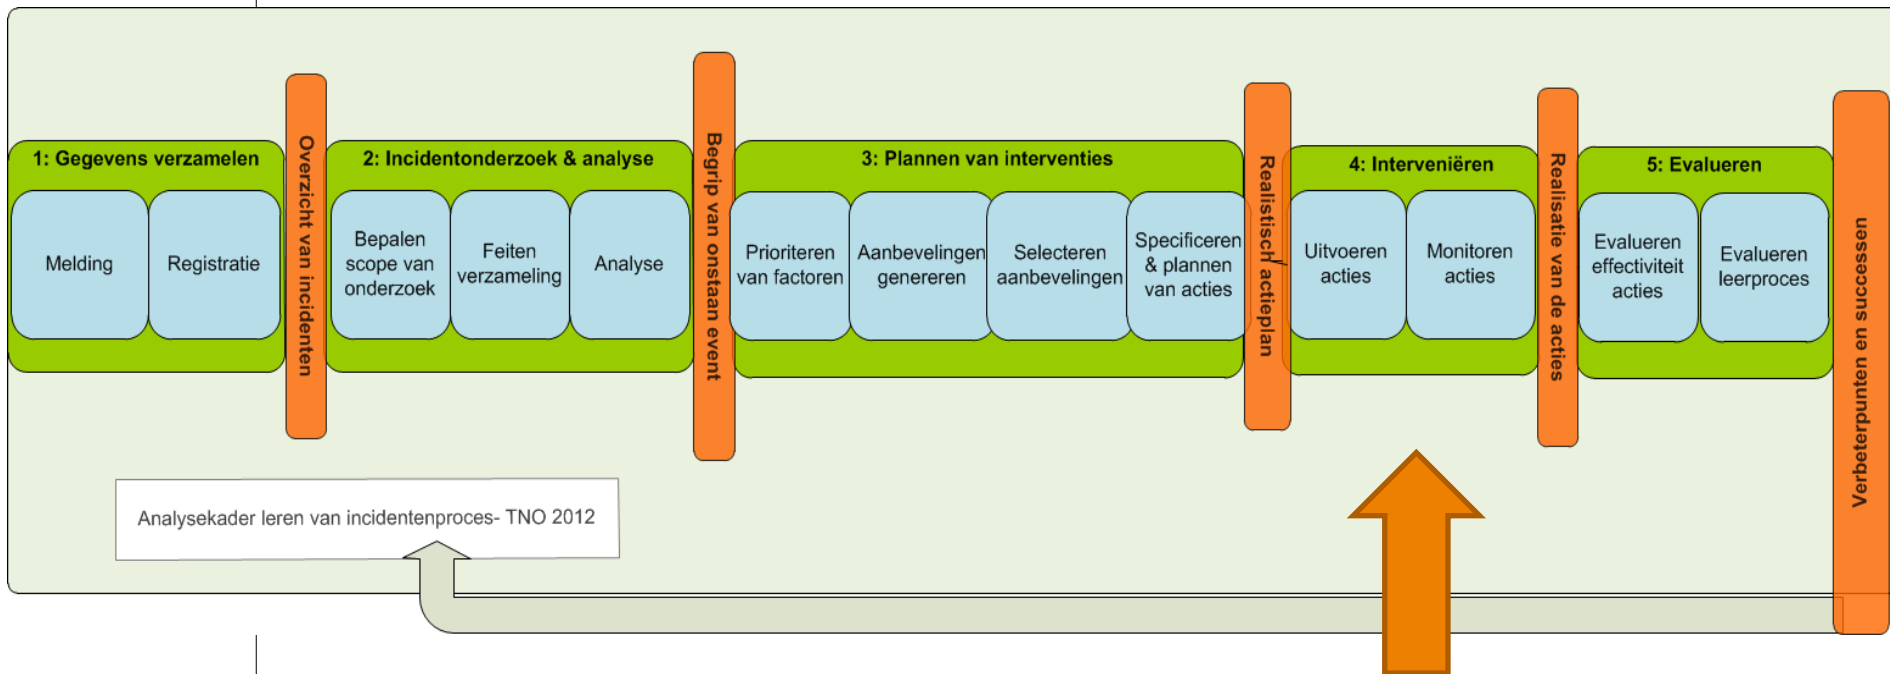 1: Gegevens verzamelen
Melding
Registratie
Overzicht van incidenten
2: Incidentonderzoek & analyse
Bepalen
scope van
onderzoek
Feiten
verzameling
Analyse
Begrip van onstaan event
3: Plannen van interventies
Prioriteren
van factoren
Aanbevelingen
genereren
Selecteren
aanbevelingen
Specificeren
& plannen
van acties
Realistisch actieplan
4: Interveniëren
Uitvoeren
acties
Monitoren
acties
Realisatie van de acties
5: Evalueren
Evalueren
effectiviteit
acties
Evalueren
leerproces
Verbeterpunten en successen
Analysekader leren van incidentenproces- TNO 2012